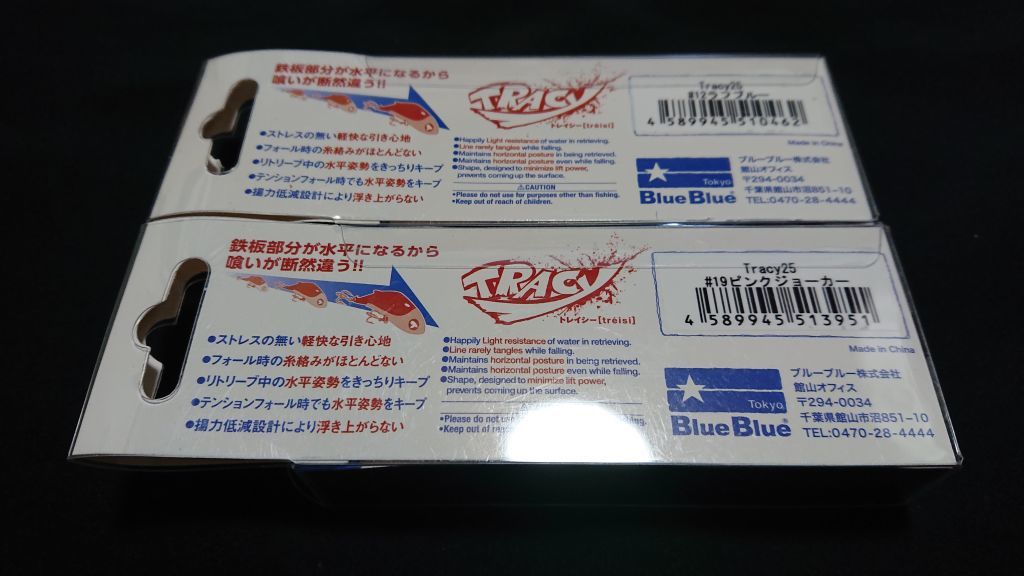 鉄板部分が水平になるから
喰いが断然違う!!
●ストレスの無い軽快な引き心地
●フォール時の糸絡みがほとんどない
●リトリーブ中の水平姿勢をきっちりキープ
●テンションフォール時でも水平姿勢をキープ
●揚力低減設計により浮き上がらない
TRACY
トレイシー[tréisi]
●Happily Light resistance of water in retrieving.
●Line rarely tangles while falling.
●Maintains horizontal posture in being retrieved.
●Maintains horizontal posture even while falling.
●Shape, designed to minimize lift power,
prevents coming up the surface.
⚠CAUTION
•Please do not use for purposes other than fishing.
•Keep out of reach of children.
Tracy25
#12ラフブルー
4 589945 510462
Made in China
Tokyo
BlueBlue
ブルーブルー株式会社
館山オフィス
〒294-0034
千葉県館山市沼851-10
TEL:0470-28-4444
鉄板部分が水平になるから
喰いが断然違う!!
●ストレスの無い軽快な引き心地
●フォール時の糸絡みがほとんどない
●リトリーブ中の水平姿勢をきっちりキープ
●テンションフォール時でも水平姿勢をキープ
●揚力低減設計により浮き上がらない
TRACY
トレイシー[tréisi]
●Happily Light resistance of water in retrieving.
●Line rarely tangles while falling.
●Maintains horizontal posture in being retrieved.
●Maintains horizontal posture even while falling.
●Shape, designed to minimize lift power,
prevents coming up the surface.
•Please do not
•Keep out of
Tracy25
#19ピンクジョーカー
4 589945 513951
Made in China
Tokyo
BlueBlue
ブルーブルー株式会社
館山オフィス
〒294-0034
千葉県館山市沼851-10
TEL:0470-28-4444